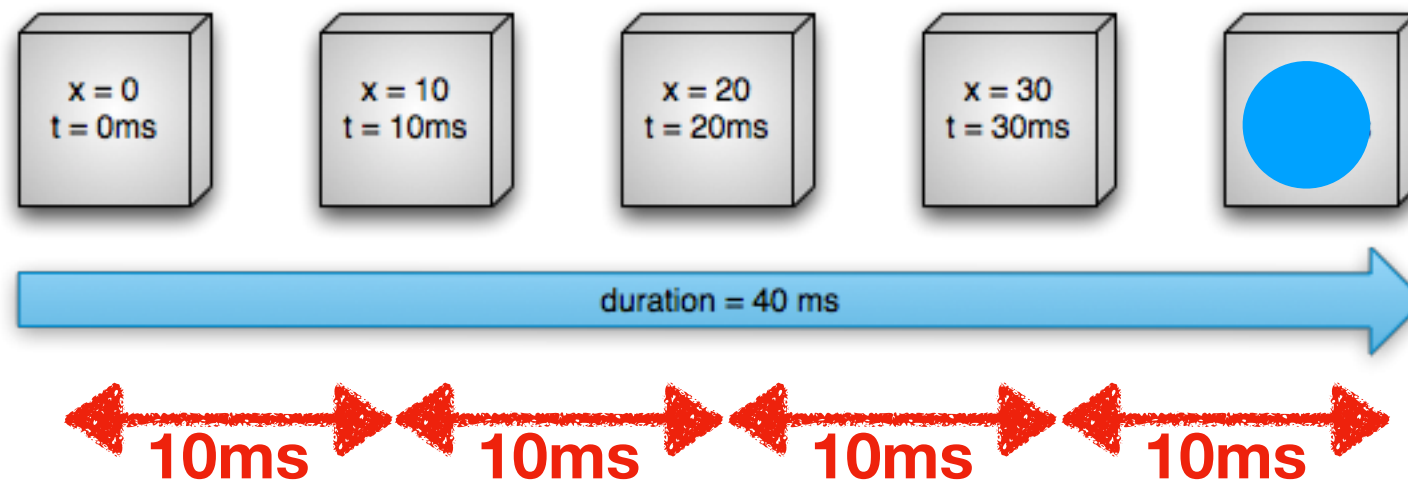 x = 0
t = 0ms
x = 10
t = 10ms
x = 20
t = 20ms
x = 30
t = 30ms
duration = 40 ms
10ms
10ms
10ms
10ms